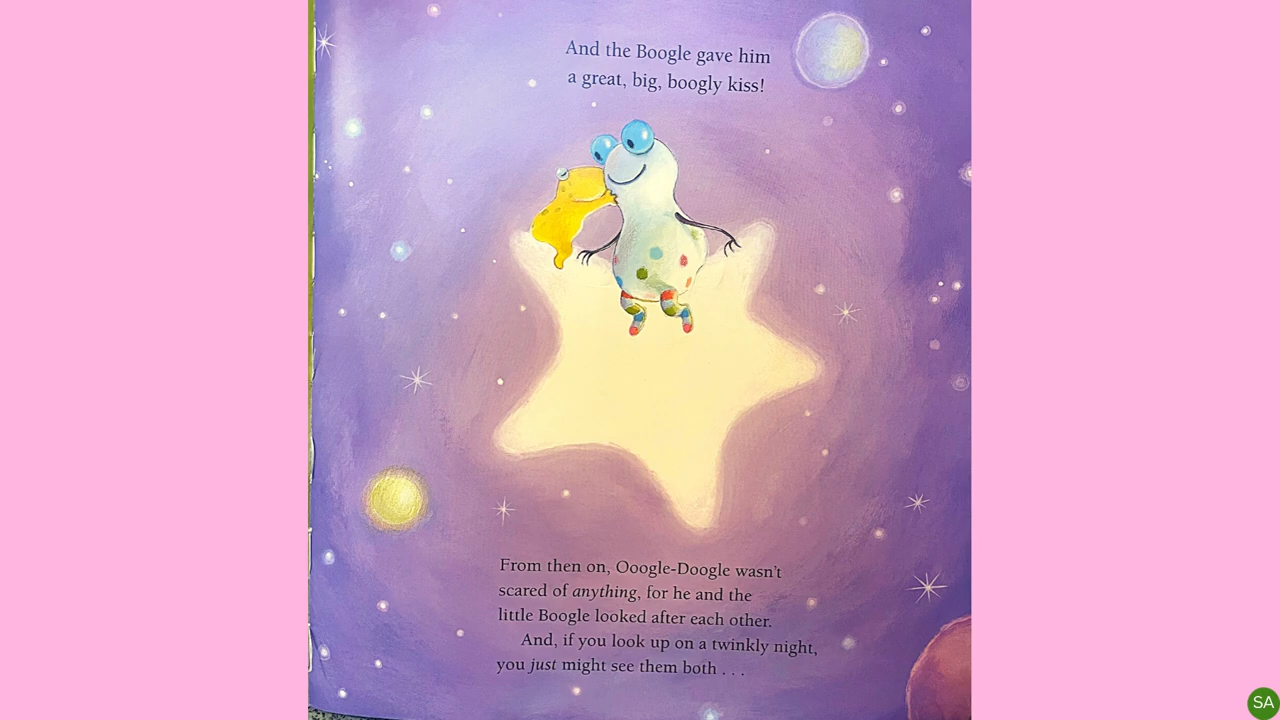 And the Boogle gave him
a great, big, boogly kiss!
From then on, Ooogle-Doogle wasn't
scared of anything, for he and the
little Boogle looked after each other.
And, if you look up on a twinkly night,
you just might see them both . . .
SA